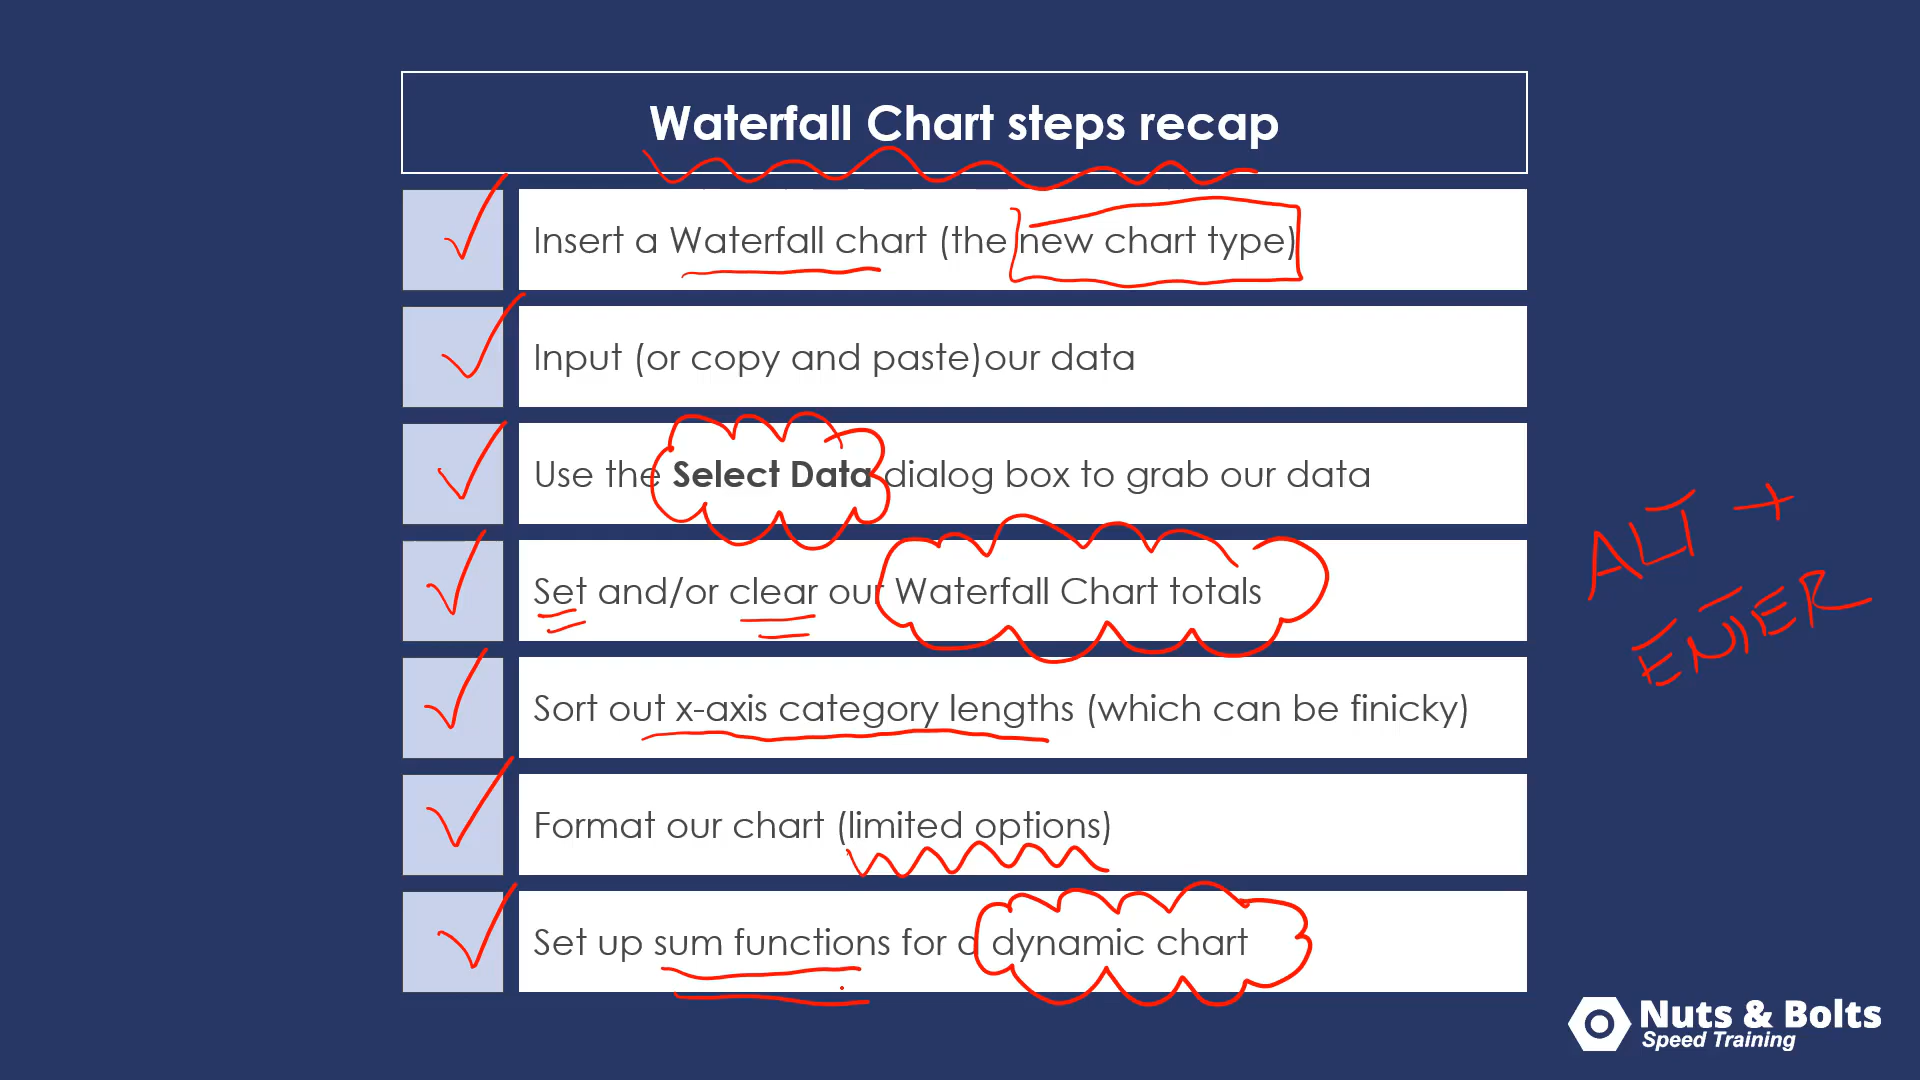 Waterfall Chart steps recap
Insert a Waterfall chart (the new chart type)
Input (or copy and paste)our data
Use the Select Data dialog box to grab our data
Set and/or clear our Waterfall Chart totals
Sort out x-axis category lengths (which can be finicky)
Format our chart (limited options)
Set up sum functions for a dynamic chart
ALT +
ENTER
Nuts & Bolts
Speed Training